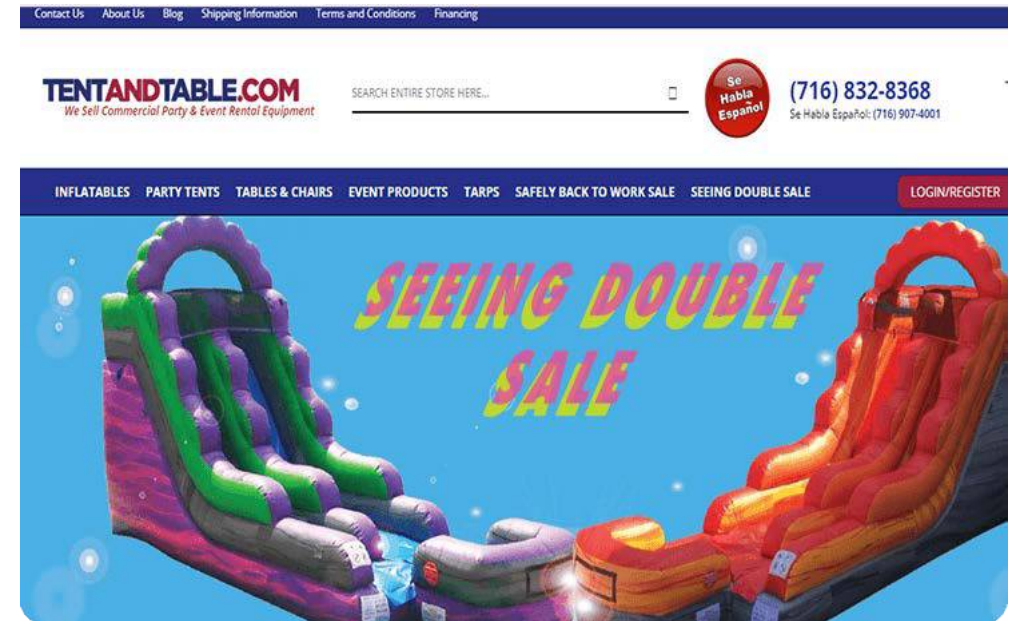 Contact Us About Us Blog Shipping Information Terms and Conditions Financing
TENTANDTABLE.COM
We Sell Commercial Party & Event Rental Equipment
SEARCH ENTIRE STORE HERE...
Se
Habla
Español
(716) 832-8368
Se Habla Español: (716) 907-4001
INFLATABLES PARTY TENTS TABLES & CHAIRS EVENT PRODUCTS TARPS SAFELY BACK TO WORK SALE SEEING DOUBLE SALE LOGIN/REGISTER
SEEING DOUBLE
SALE